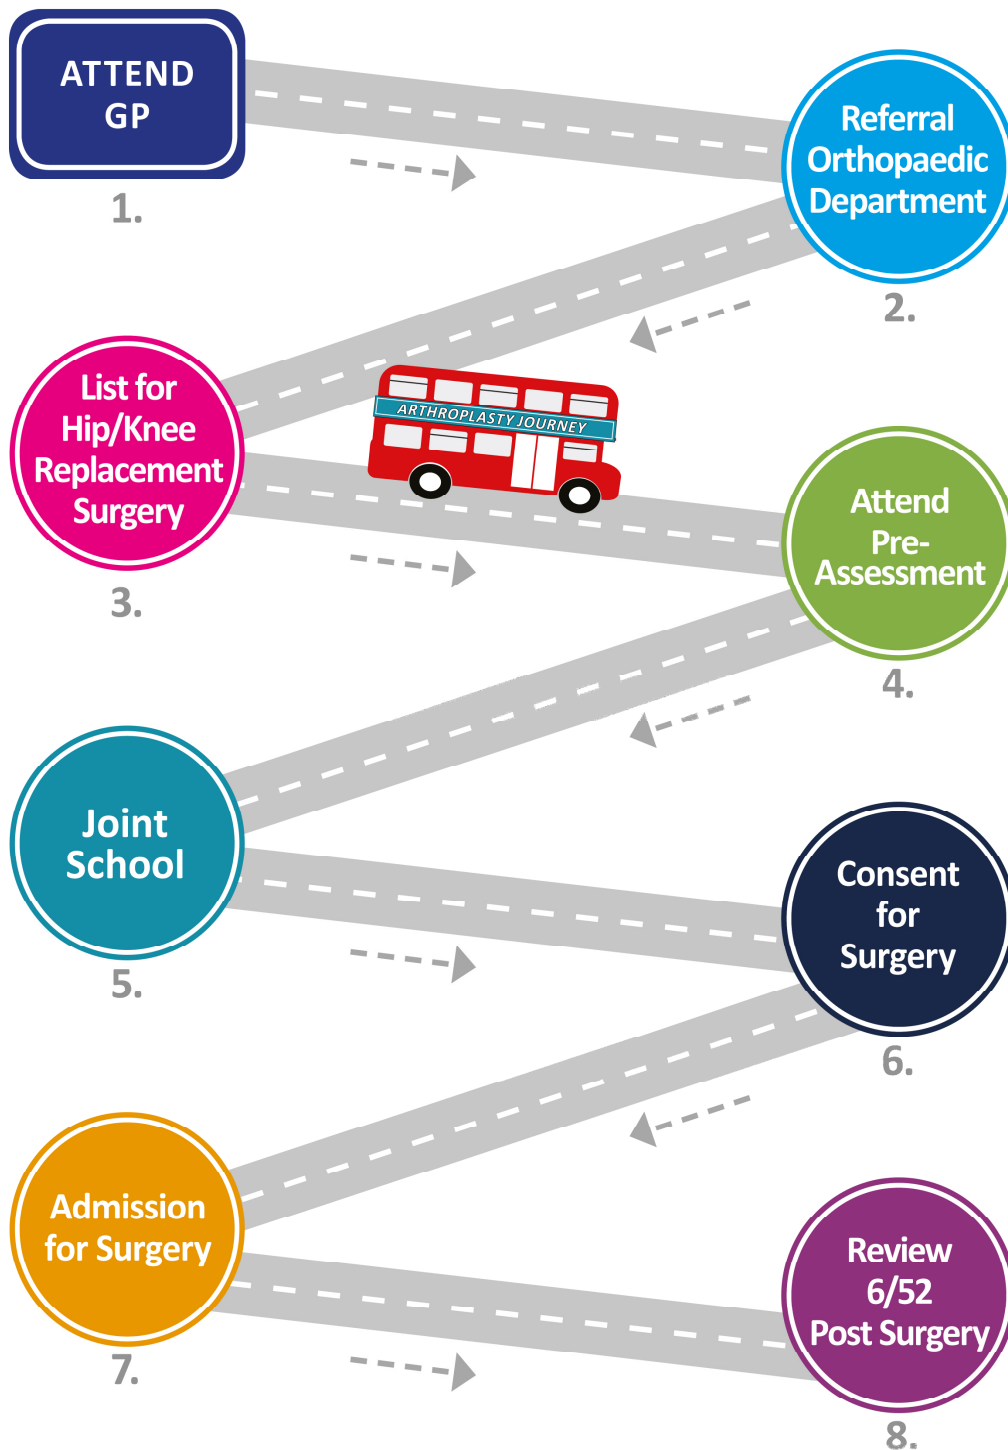 ATTEND
GP
1.
Referral
Orthopaedic
Department
2.
List for
Hip/Knee
Replacement
Surgery
3.
ARTHROPLASTY JOURNEY
Attend
Pre-
Assessment
4.
Joint
School
5.
Consent
for
Surgery
6.
Admission
for Surgery
7.
Review
6/52
Post Surgery
8.